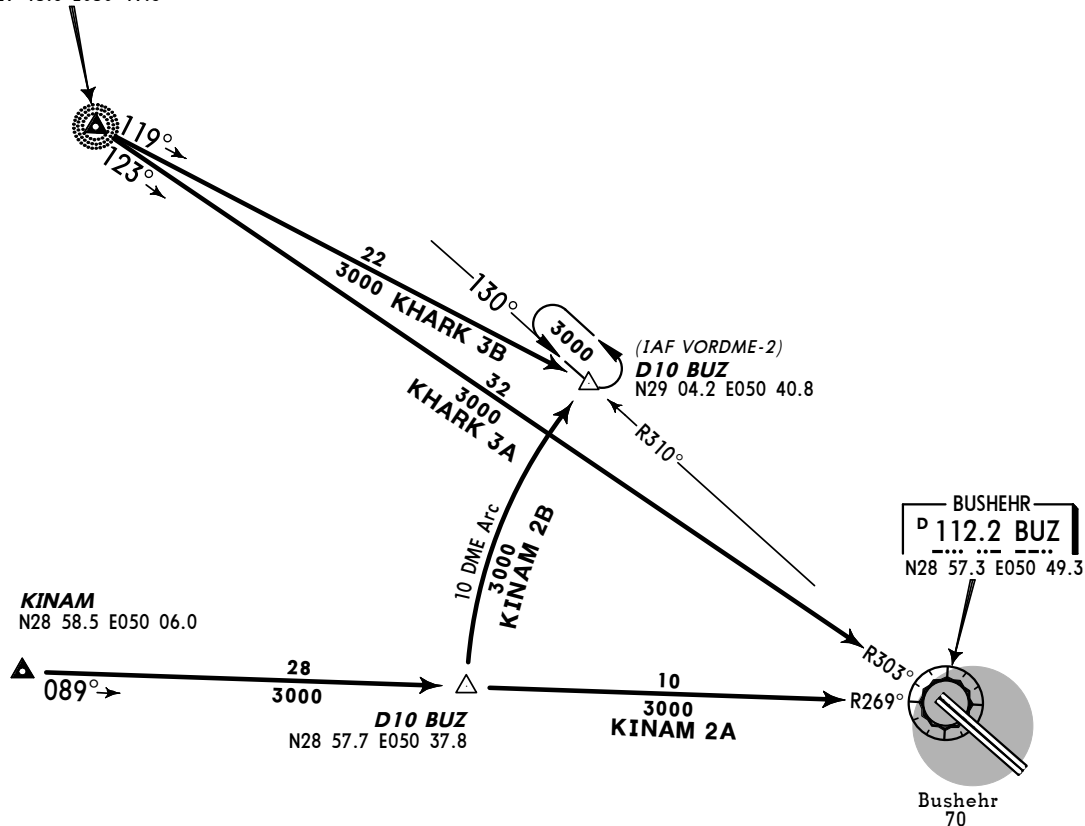 119°
123°
22
3000 KHARK 3B
130°
3000
(IAF VORDME-2)
D10 BUZ
N29 04.2 E050 40.8
32
3000
KHARK 3A
R310°
10 DME Arc
3000
KINAM 2B
BUSHEHR
D 112.2 BUZ
N28 57.3 E050 49.3
KINAM
N28 58.5 E050 06.0
089°
28
3000
D10 BUZ
N28 57.7 E050 37.8
10
3000
KINAM 2A
R303°
R269°
Bushehr
70